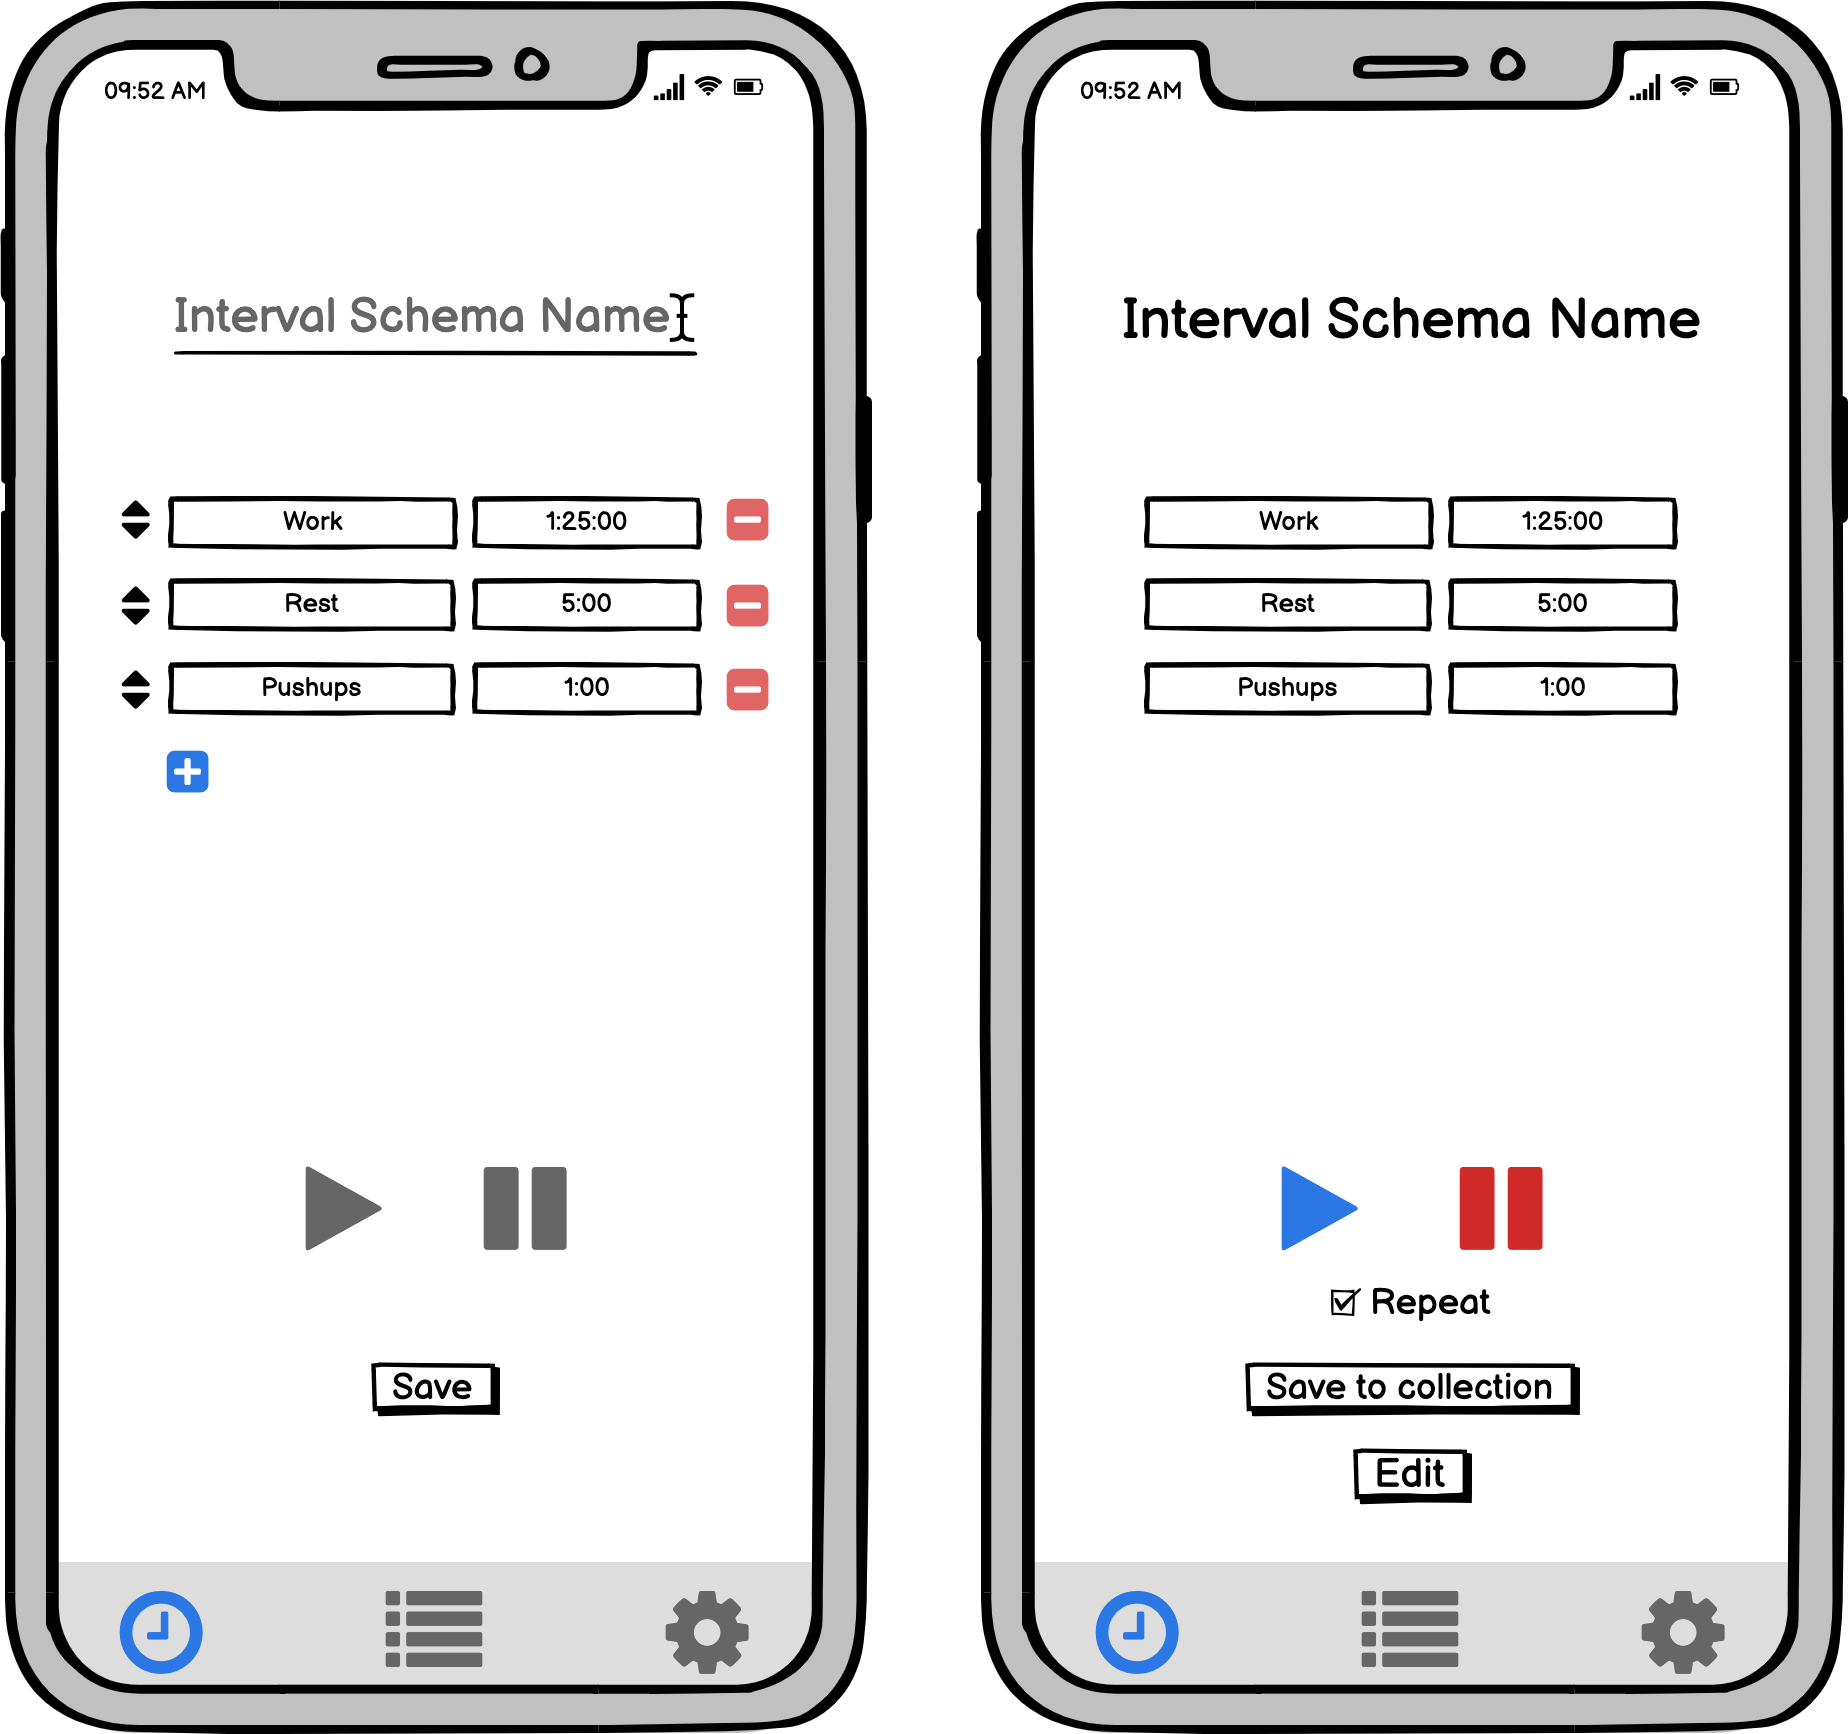 09:52 AM
Interval Schema Name
Work 1:25:00
Rest 5:00
Pushups 1:00
Save
09:52 AM
Interval Schema Name
Work 1:25:00
Rest 5:00
Pushups 1:00
Repeat
Save to collection
Edit